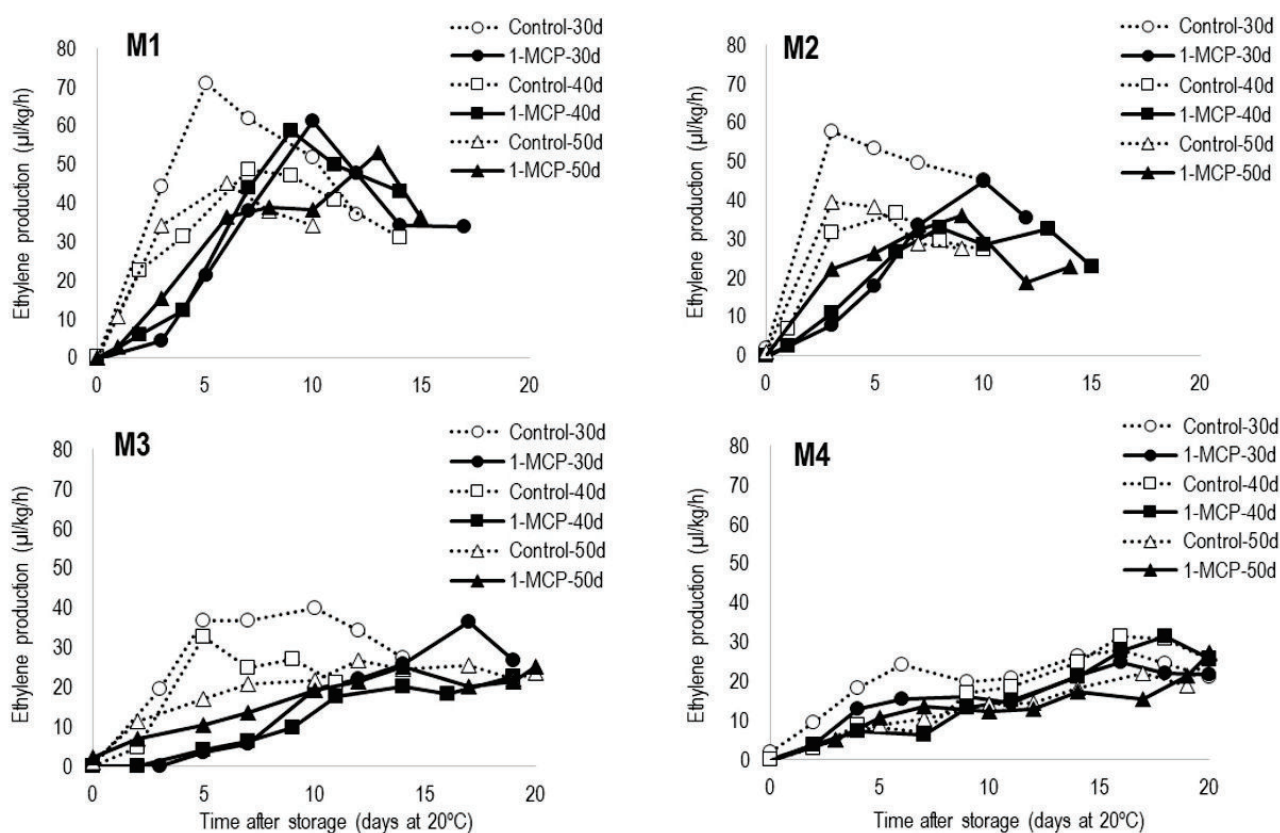 M1
Control-30d
1-MCP-30d
Control-40d
1-MCP-40d
Control-50d
1-MCP-50d
Ethylene production (µl/kg/h)
80
70
60
50
40
30
20
10
0
0 5 10 15 20
M2
Control-30d
1-MCP-30d
Control-40d
1-MCP-40d
Control-50d
1-MCP-50d
Ethylene production (µl/kg/h)
80
70
60
50
40
30
20
10
0
0 5 10 15 20
M3
Control-30d
1-MCP-30d
Control-40d
1-MCP-40d
Control-50d
1-MCP-50d
Ethylene production (µl/kg/h)
80
70
60
50
40
30
20
10
0
0 5 10 15 20
Time after storage (days at 20ºC)
M4
Control-30d
1-MCP-30d
Control-40d
1-MCP-40d
Control-50d
1-MCP-50d
Ethylene production (µl/kg/h)
80
70
60
50
40
30
20
10
0
0 5 10 15 20
Time after storage (days at 20ºC)